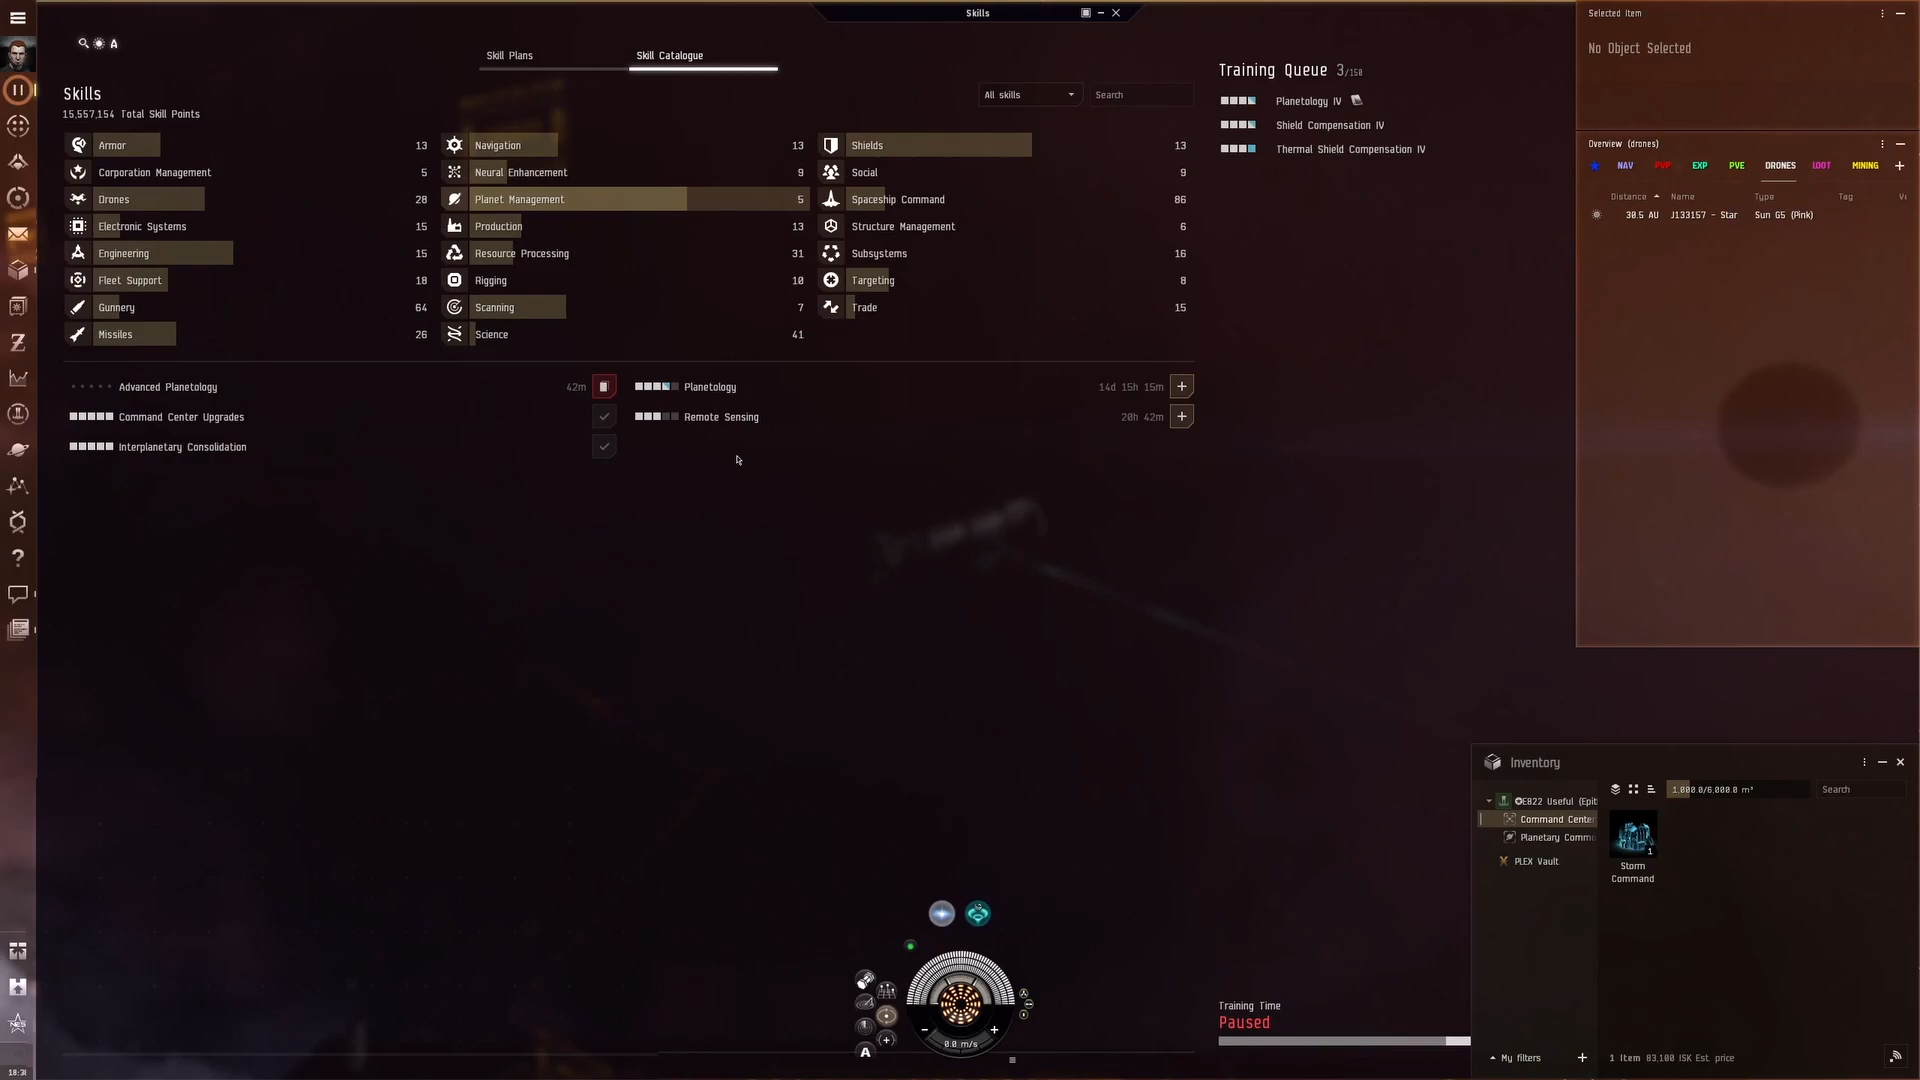 Skills
Skill Plans
Skill Catalogue
Skills
15,557,154 Total Skill Points
All skills
Search
Armor 13
Corporation Management 5
Drones 28
Electronic Systems 15
Engineering 15
Fleet Support 18
Gunnery 64
Missiles 26
Navigation 13
Neural Enhancement 9
Planet Management 5
Production 13
Resource Processing 31
Rigging 10
Scanning 7
Science 41
Shields 13
Social 9
Spaceship Command 86
Structure Management 6
Subsystems 16
Targeting 8
Trade 15
Advanced Planetology 42m
Command Center Upgrades
Interplanetary Consolidation
Planetology 14d 15h 15m
Remote Sensing 20h 42m
Training Queue 3/150
Planetology IV
Shield Compensation IV
Thermal Shield Compensation IV
Training Time
Paused
Selected Item
No Object Selected
Overview (drones)
NAV PVP EXP PVE DRONES LOOT MINING +
Distance Name Type Tag
30.5 AU J133157 - Star Sun G5 (Pink)
Inventory
1,000.0/6,000.0 m³
Search
Command Center
Planetary Comm
PLEX Vault
1
Storm
Command
My filters +
1 Item 83,100 ISK Est. price
0.0 m/s
A
A
NES